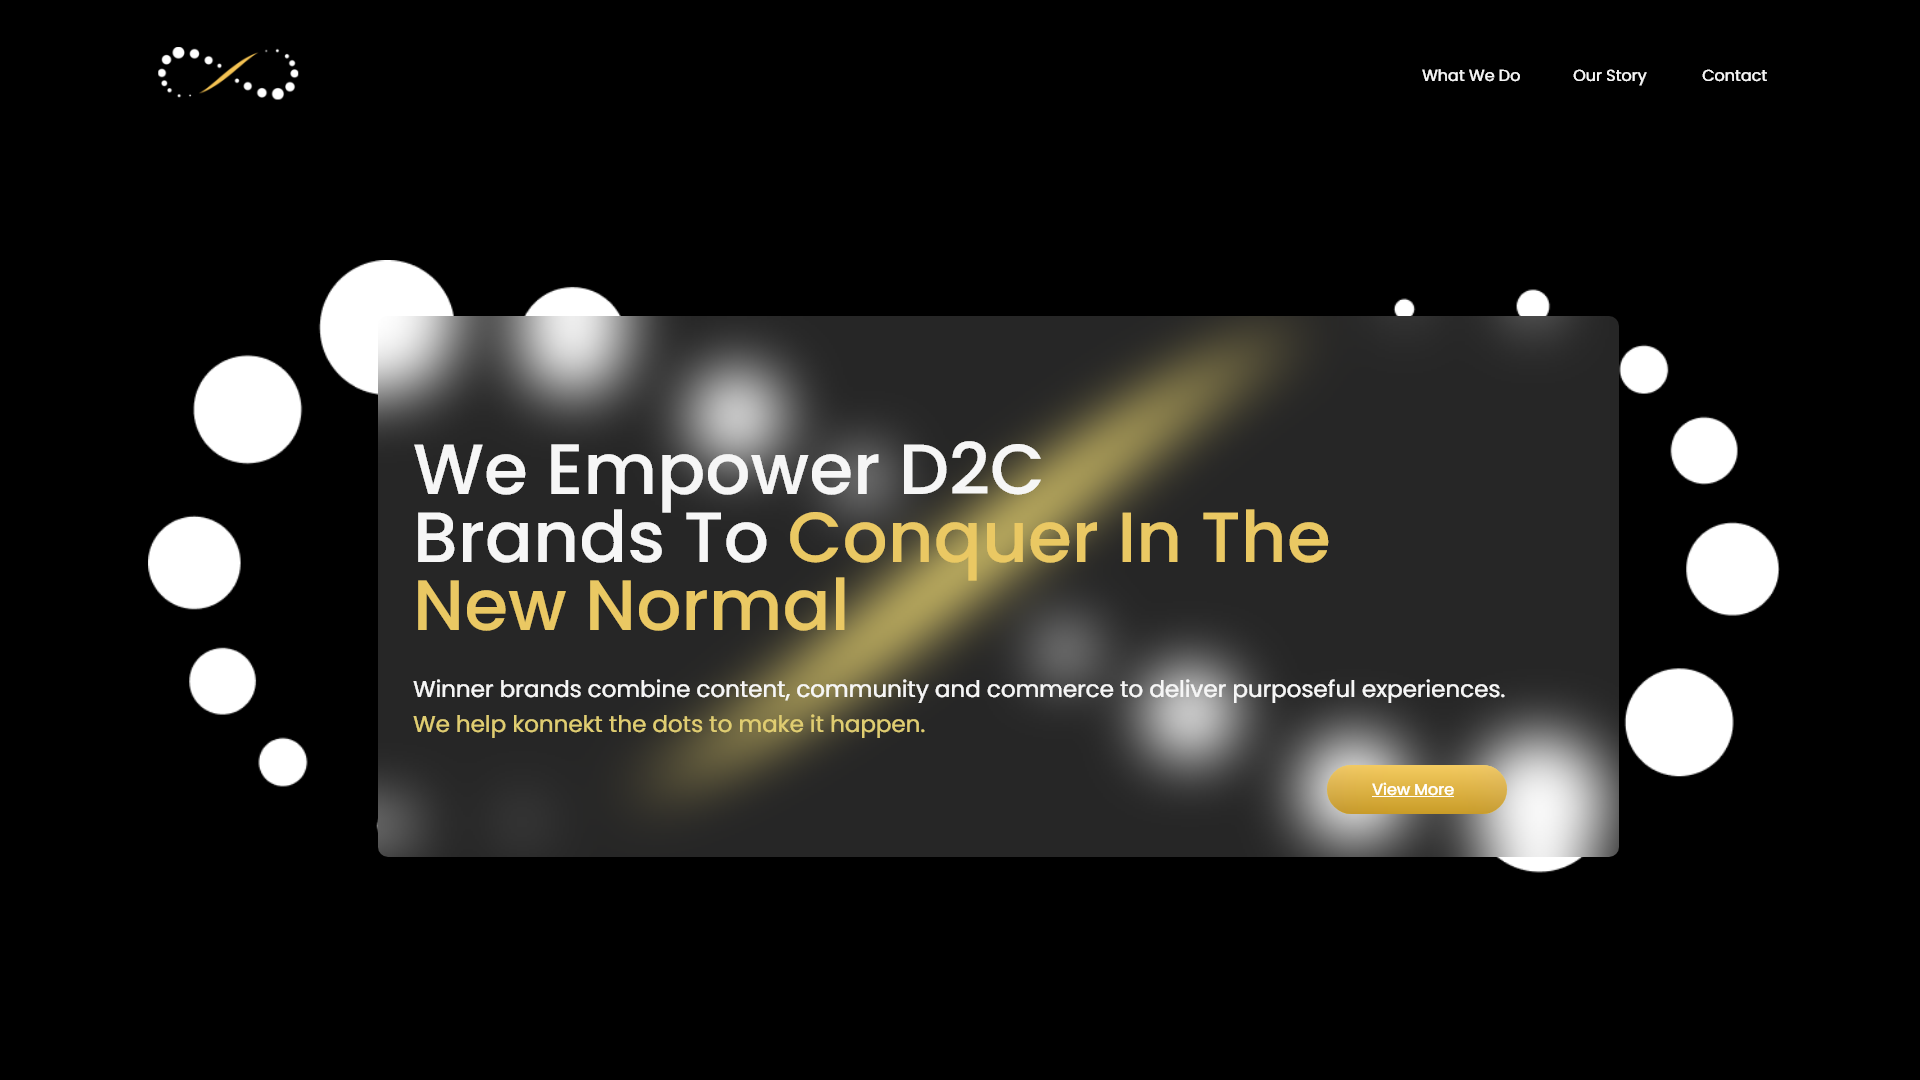 What We Do
Our Story
Contact
We Empower D2C
Brands To Conquer In The
New Normal
Winner brands combine content, community and commerce to deliver purposeful experiences.
We help konnekt the dots to make it happen.
View More